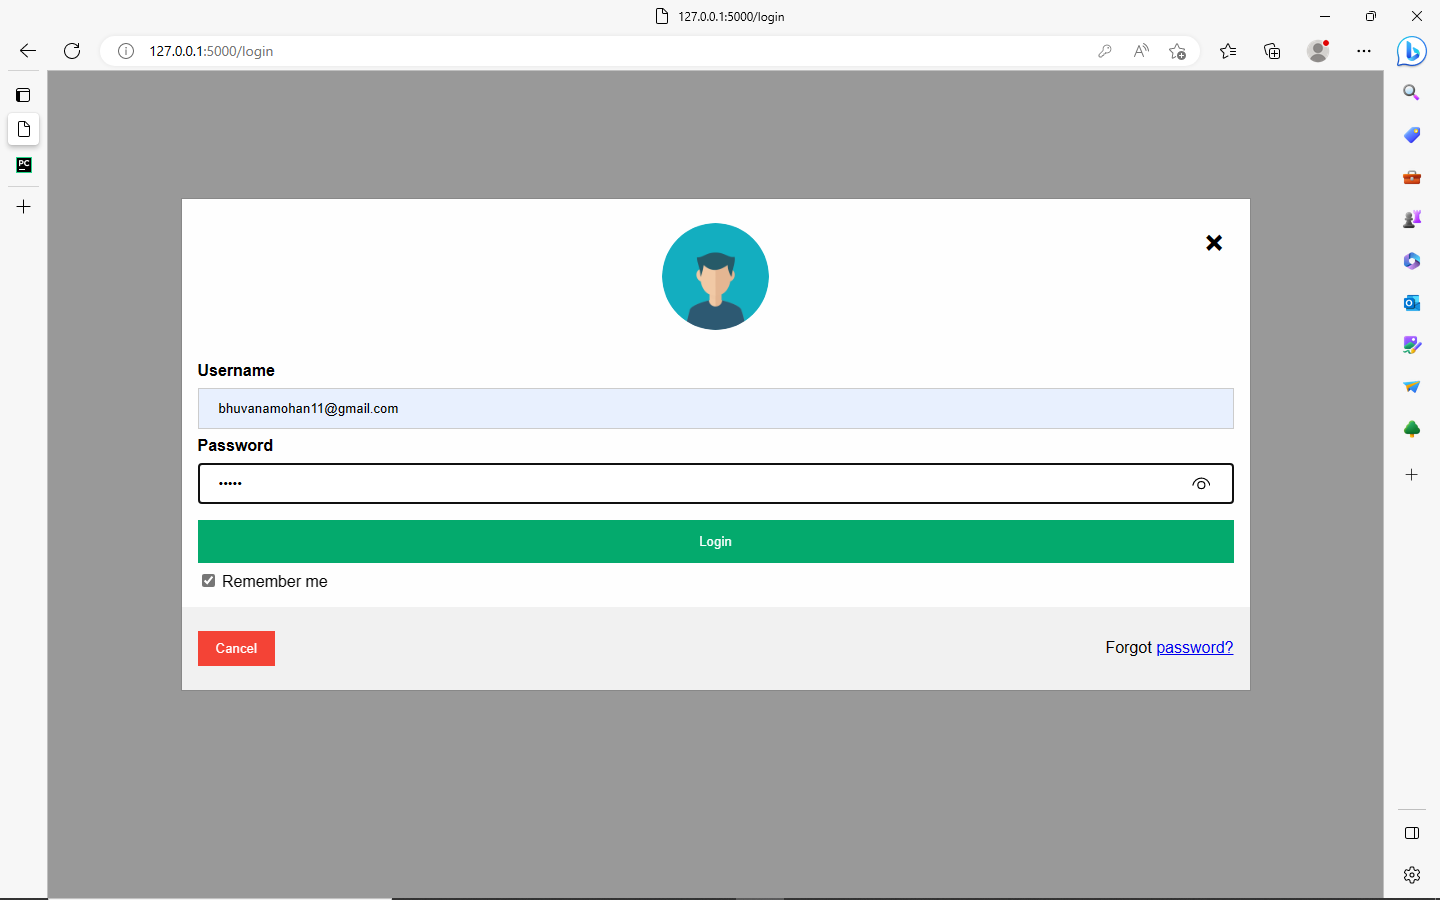 127.0.0.1:5000/login
127.0.0.1:5000/login
PC
Username
bhuvanamohan11@gmail.com
Password
•••••
Login
Remember me
Cancel
Forgot password?